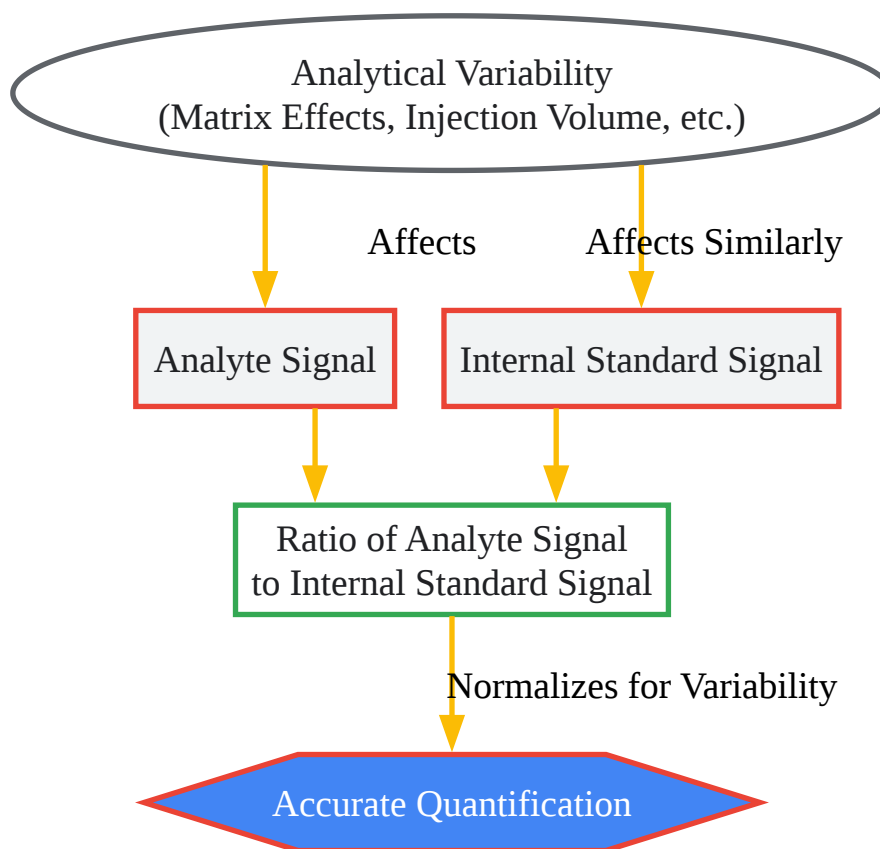 Analytical Variability
(Matrix Effects, Injection Volume, etc.)
Affects
Affects Similarly
Analyte Signal
Internal Standard Signal
Ratio of Analyte Signal
to Internal Standard Signal
Normalizes for Variability
Accurate Quantification